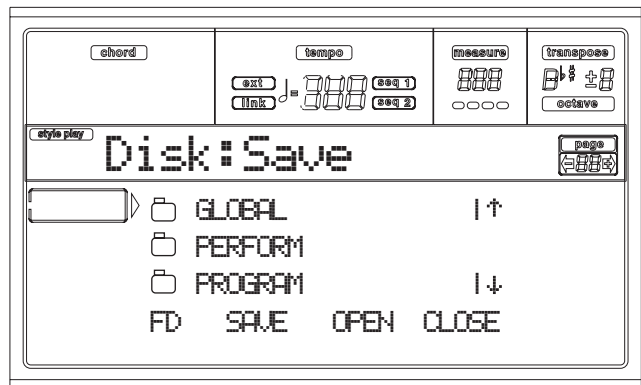 chord tempo measure transpose
ext seq 1
link seq 2 octave
style play Disk:Save page
GLOBAL
PERFORM
PROGRAM
FD SAVE OPEN CLOSE